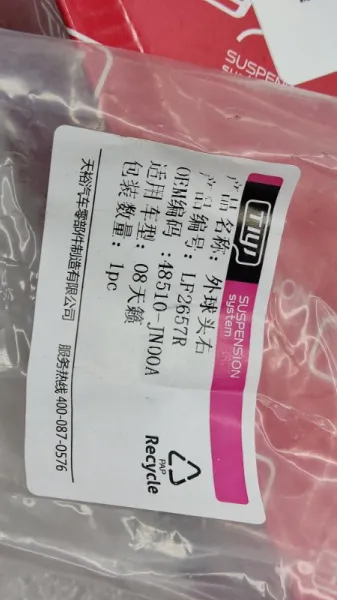 SUSPENSION
SUSPENSION
system
产品名称：外球头右
产品编号：LF2657R
OEM编码：48510-JN00A
适用车型：08天籁
包装数量：1pc
PAP
Recycle
天裕汽车零部件制造有限公司 服务热线 400-087-0576